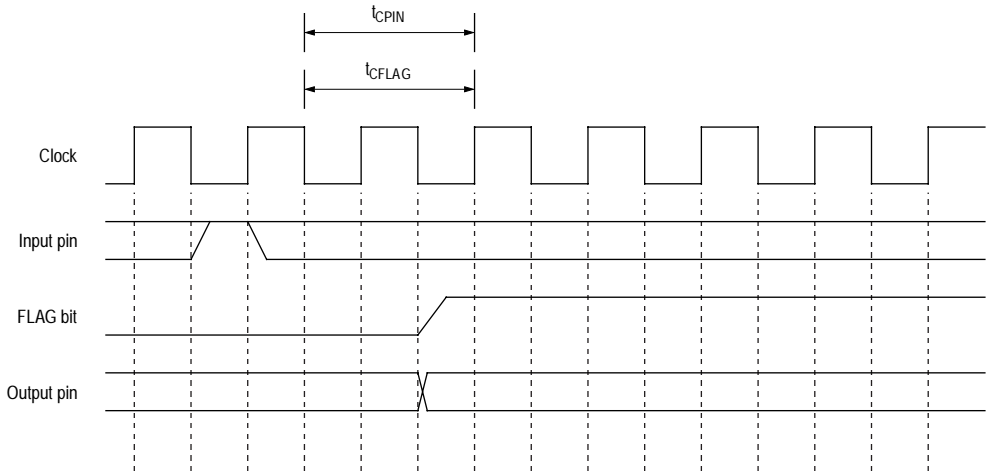 tCPIN
tCFLAG
Clock
Input pin
FLAG bit
Output pin